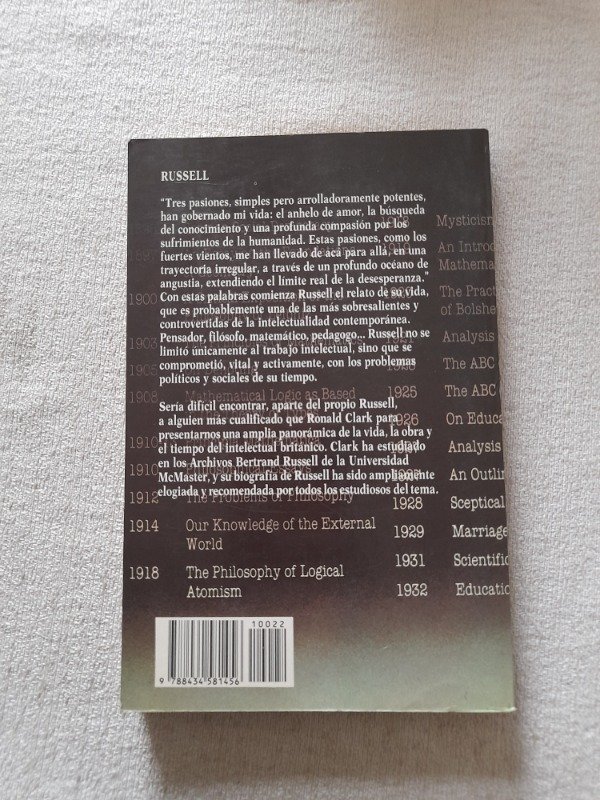 RUSSELL
"Tres pasiones, simples pero arrolladoramente potentes,
han gobernado mi vida: el anhelo de amor, la búsqueda
del conocimiento y una profunda compasión por los
sufrimientos de la humanidad. Estas pasiones, como los
fuertes vientos, me han llevado de acá para allá, en una
trayectoria irregular, a través de un profundo océano de
angustia, extendiendo el límite real de la desesperanza."
Con estas palabras comienza Russell el relato de su vida,
que es probablemente una de las más sobresalientes y
controvertidas de la intelectualidad contemporánea.
Pensador, filósofo, matemático, pedagogo... Russell no se
limitó únicamente al trabajo intelectual, sino que se
comprometió, vital y activamente, con los problemas
políticos y sociales de su tiempo.
Sería difícil encontrar, aparte del propio Russell,
a alguien más cualificado que Ronald Clark para
presentarnos una amplia panorámica de la vida, la obra y
el tiempo del intelectual británico. Clark ha estudiado
en los Archivos Bertrand Russell de la Universidad
McMaster, y su biografía de Russell ha sido ampliamente
elogiada y recomendada por todos los estudiosos del tema.
1900
1903
1908 Mathematical Logic as Based
1910
1910
1912 The Problems of Philosophy
1914 Our Knowledge of the External
World
1918 The Philosophy of Logical
Atomism
Mysticism
An Introd
Mathema
The Pract
of Bolshe
Analysis
The ABC
1925 The ABC
1926 On Educa
Analysis
An Outlin
1928 Sceptical
1929 Marriage
1931 Scientific
1932 Educatio
10022
9 788434 581456